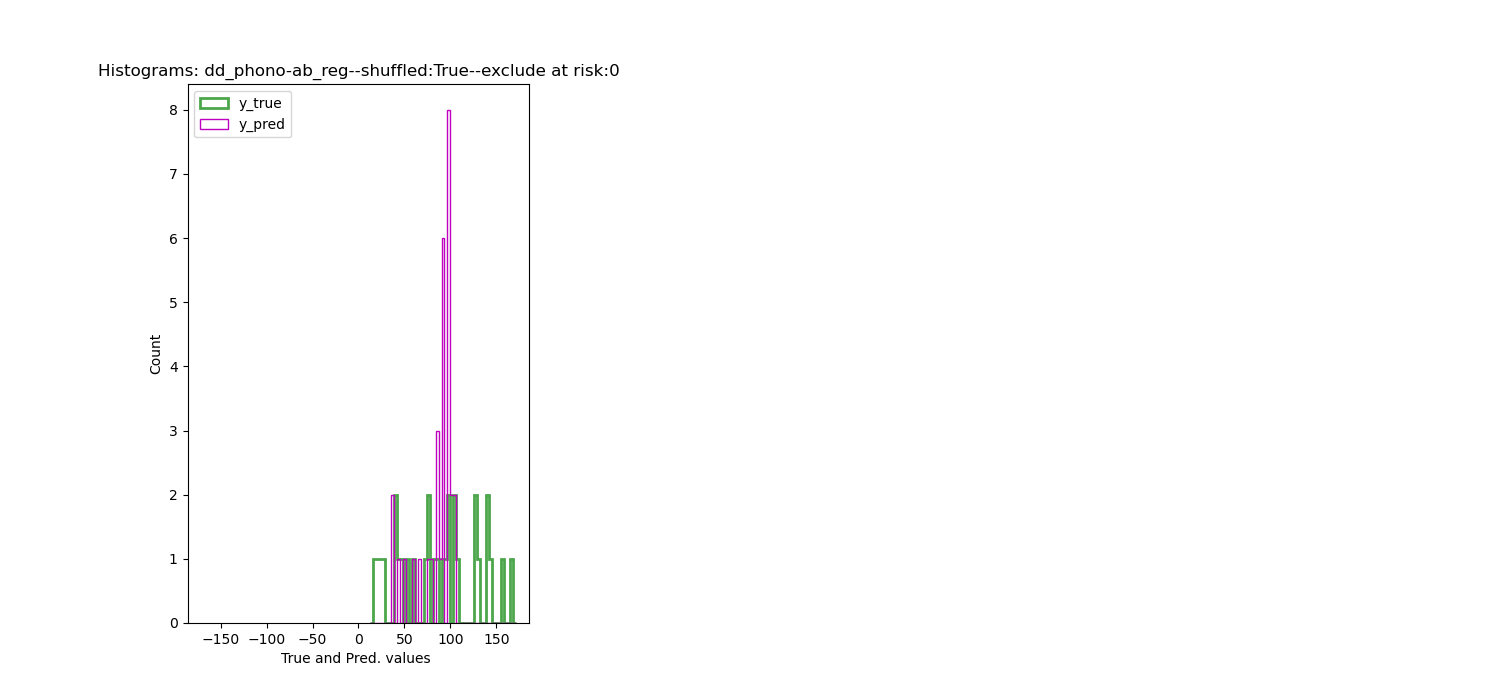 Histograms: dd_phono-ab_reg--shuffled:True--exclude at risk:0
y_true
y_pred
8
7
6
5
4
3
2
1
0
Count
−150 −100 −50 0 50 100 150
True and Pred. values